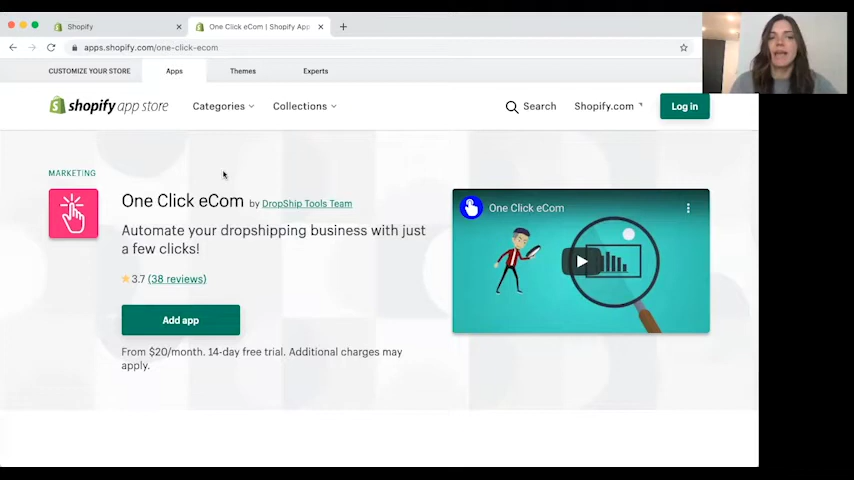 Shopify
One Click eCom | Shopify App
apps.shopify.com/one-click-ecom
CUSTOMIZE YOUR STORE Apps Themes Experts
shopify app store Categories Collections Search Shopify.com Log in
MARKETING
One Click eCom by DropShip Tools Team
Automate your dropshipping business with just
a few clicks!
3.7 (38 reviews)
Add app
From $20/month. 14-day free trial. Additional charges may
apply.
One Click eCom